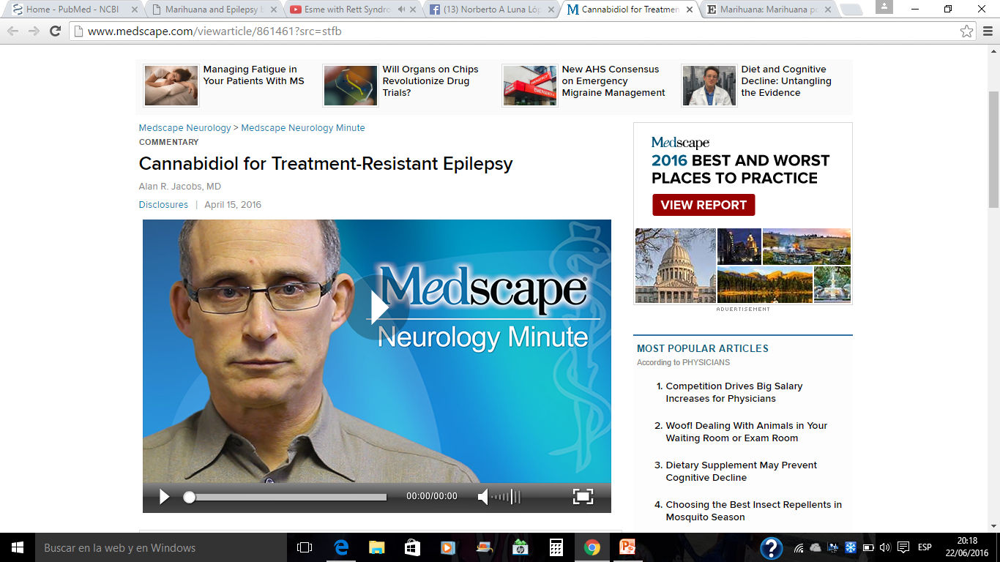 Home - PubMed - NCBI
Marihuana and Epilepsy b
Esme with Rett Syndro
(13) Norberto A Luna Lóp
Cannabidiol for Treatmen
Marihuana: Marihuana po
www.medscape.com/viewarticle/861461?src=stfb
Managing Fatigue in
Your Patients With MS
Will Organs on Chips
Revolutionize Drug
Trials?
New AHS Consensus
on Emergency
Migraine Management
Diet and Cognitive
Decline: Untangling
the Evidence
Medscape Neurology > Medscape Neurology Minute
COMMENTARY
Cannabidiol for Treatment-Resistant Epilepsy
Alan R. Jacobs, MD
Disclosures | April 15, 2016
Medscape
Neurology Minute
00:00/00:00
Medscape
2016 BEST AND WORST
PLACES TO PRACTICE
VIEW REPORT
ADVERTISEMENT
MOST POPULAR ARTICLES
According to PHYSICIANS
1. Competition Drives Big Salary
Increases for Physicians
2. Woof! Dealing With Animals in Your
Waiting Room or Exam Room
3. Dietary Supplement May Prevent
Cognitive Decline
4. Choosing the Best Insect Repellents in
Mosquito Season
Buscar en la web y en Windows
ESP
20:18
22/06/2016